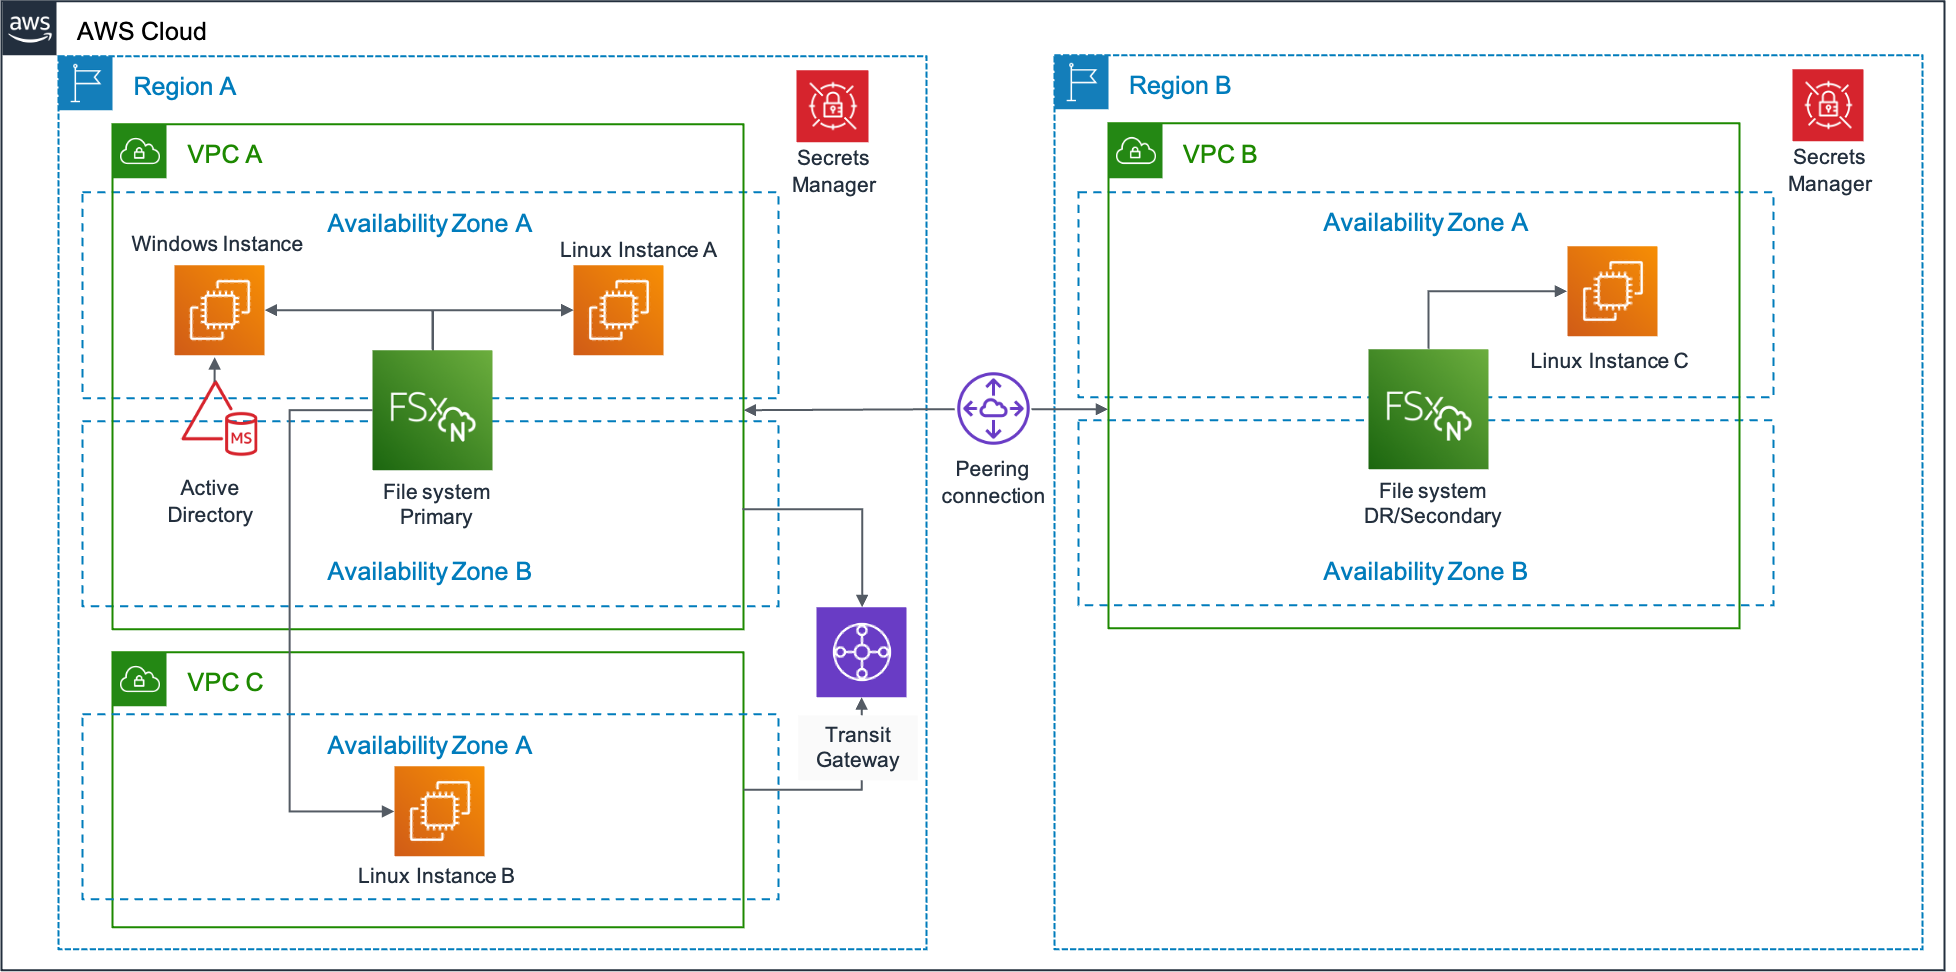 aws
AWS Cloud
Region A
Secrets
Manager
VPC A
Availability Zone A
Windows Instance
Linux Instance A
FSx
N
MS
Active
Directory
File system
Primary
Availability Zone B
VPC C
Availability Zone A
Linux Instance B
Transit
Gateway
Peering
connection
Region B
Secrets
Manager
VPC B
Availability Zone A
Linux Instance C
FSx
N
File system
DR/Secondary
Availability Zone B